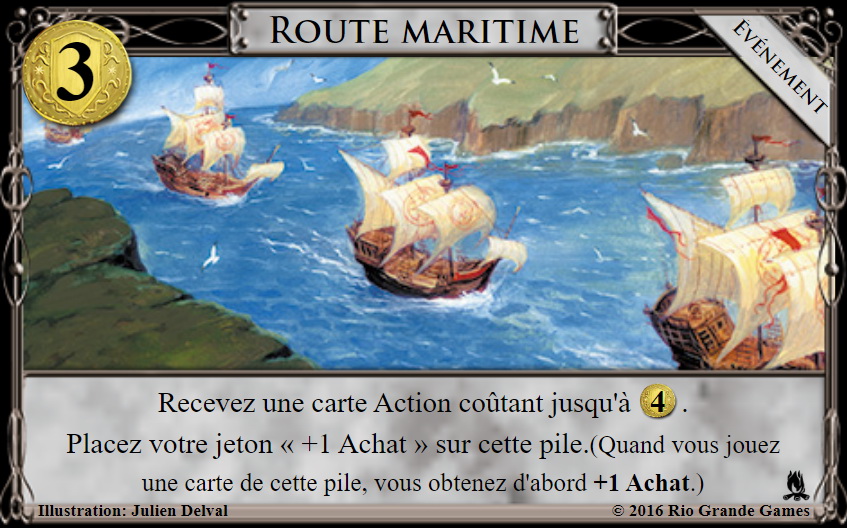 3
Route maritime
Événement
Recevez une carte Action coûtant jusqu'à 4 .
Placez votre jeton « +1 Achat » sur cette pile.(Quand vous jouez
une carte de cette pile, vous obtenez d'abord +1 Achat.)
Illustration: Julien Delval
© 2016 Rio Grande Games